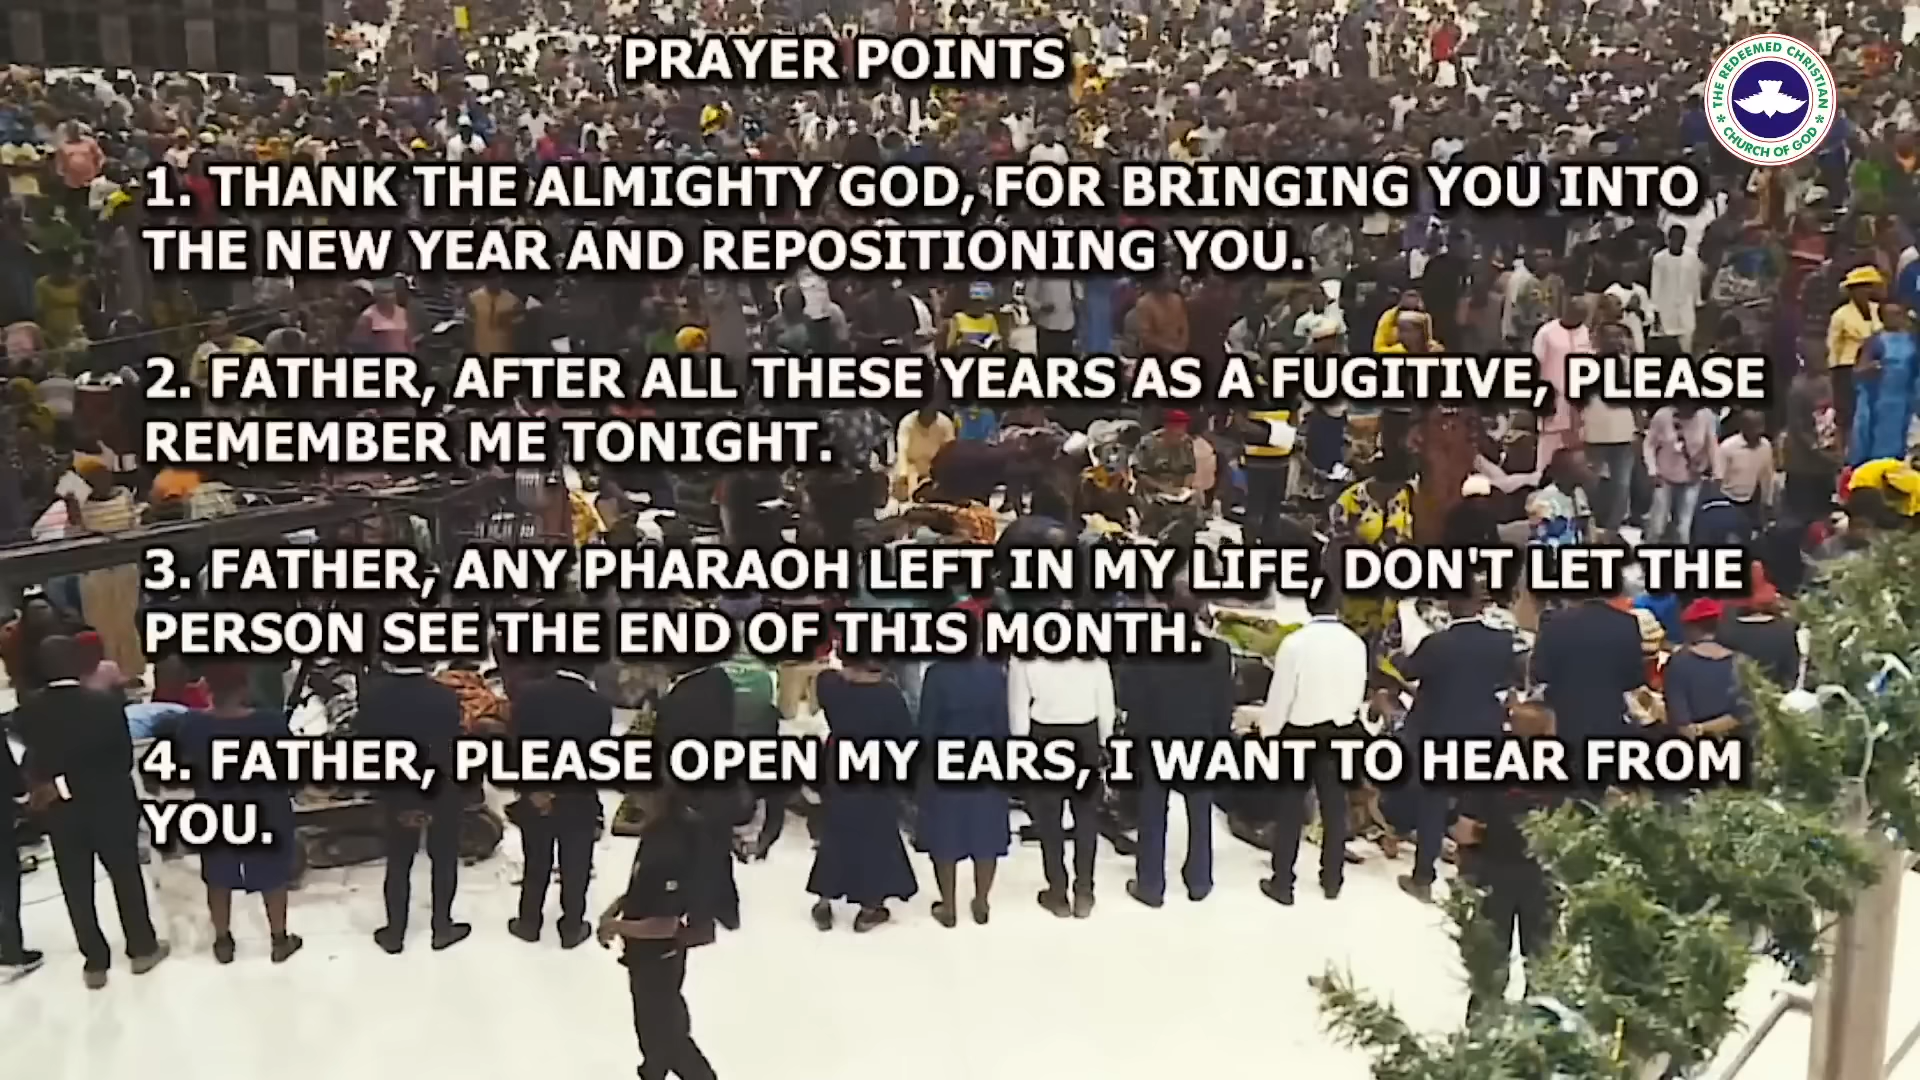 PRAYER POINTS
THE REDEEMED CHRISTIAN
CHURCH OF GOD
1. THANK THE ALMIGHTY GOD, FOR BRINGING YOU INTO
THE NEW YEAR AND REPOSITIONING YOU.
2. FATHER, AFTER ALL THESE YEARS AS A FUGITIVE, PLEASE
REMEMBER ME TONIGHT.
3. FATHER, ANY PHARAOH LEFT IN MY LIFE, DON'T LET THE
PERSON SEE THE END OF THIS MONTH.
4. FATHER, PLEASE OPEN MY EARS, I WANT TO HEAR FROM
YOU.